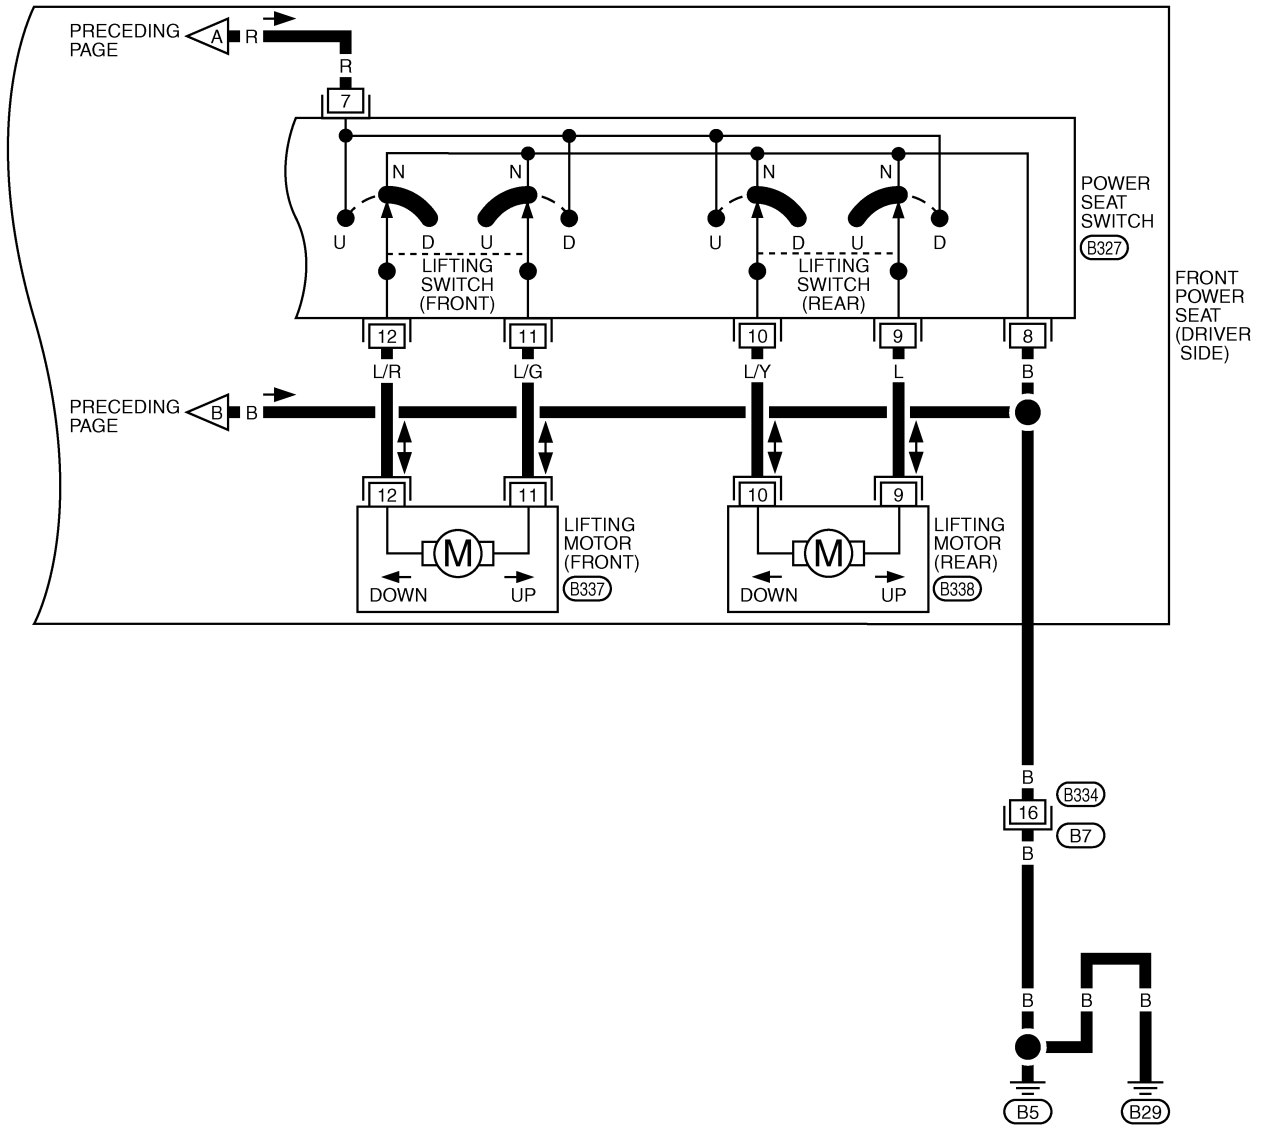 PRECEDING
PAGE
A
R
R
7
N
N
N
N
U
D
U
D
U
D
U
D
LIFTING
SWITCH
(FRONT)
LIFTING
SWITCH
(REAR)
POWER
SEAT
SWITCH
B327
FRONT
POWER
SEAT
(DRIVER
SIDE)
12
11
10
9
8
L/R
L/G
L/Y
L
B
PRECEDING
PAGE
B
B
12
11
10
9
M
DOWN
UP
LIFTING
MOTOR
(FRONT)
B337
M
DOWN
UP
LIFTING
MOTOR
(REAR)
B338
B
16
B334
B7
B
B
B
B
B5
B29